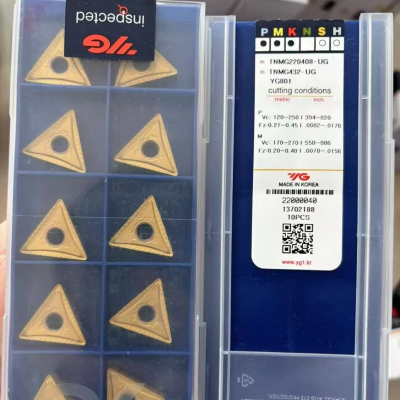 inspected
YG
P M K N S H
TNMG220408-UG
TNMG432-UG
YG801
cutting conditions
metric inch
P
Vc: 120-250 | 394-820
Fz: 0.21-0.45 | .0082-.0176
M
Vc: 170-270 | 558-886
Fz: 0.20-0.40 | .0078-.0156
YG
MADE IN KOREA
22000040
13702188
10PCS
www.yg1.kr